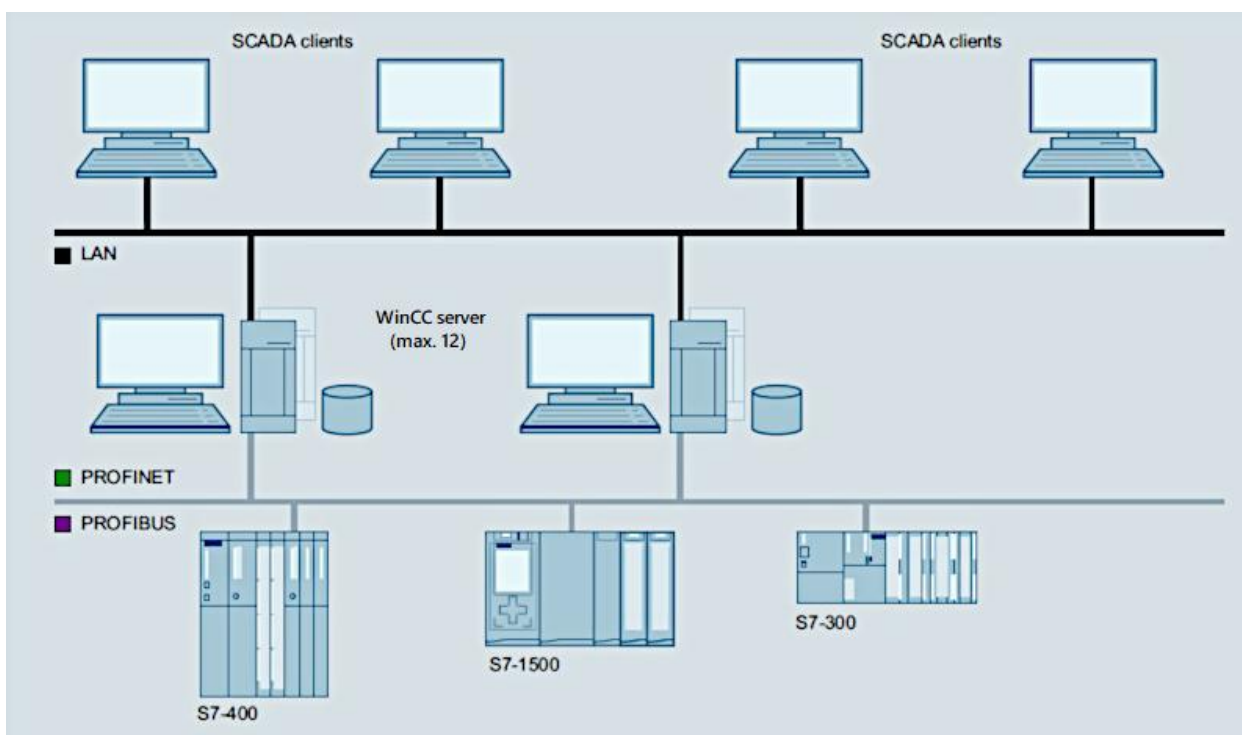 SCADA clients
SCADA clients
LAN
WinCC server
(max. 12)
PROFINET
PROFIBUS
S7-400
S7-1500
S7-300